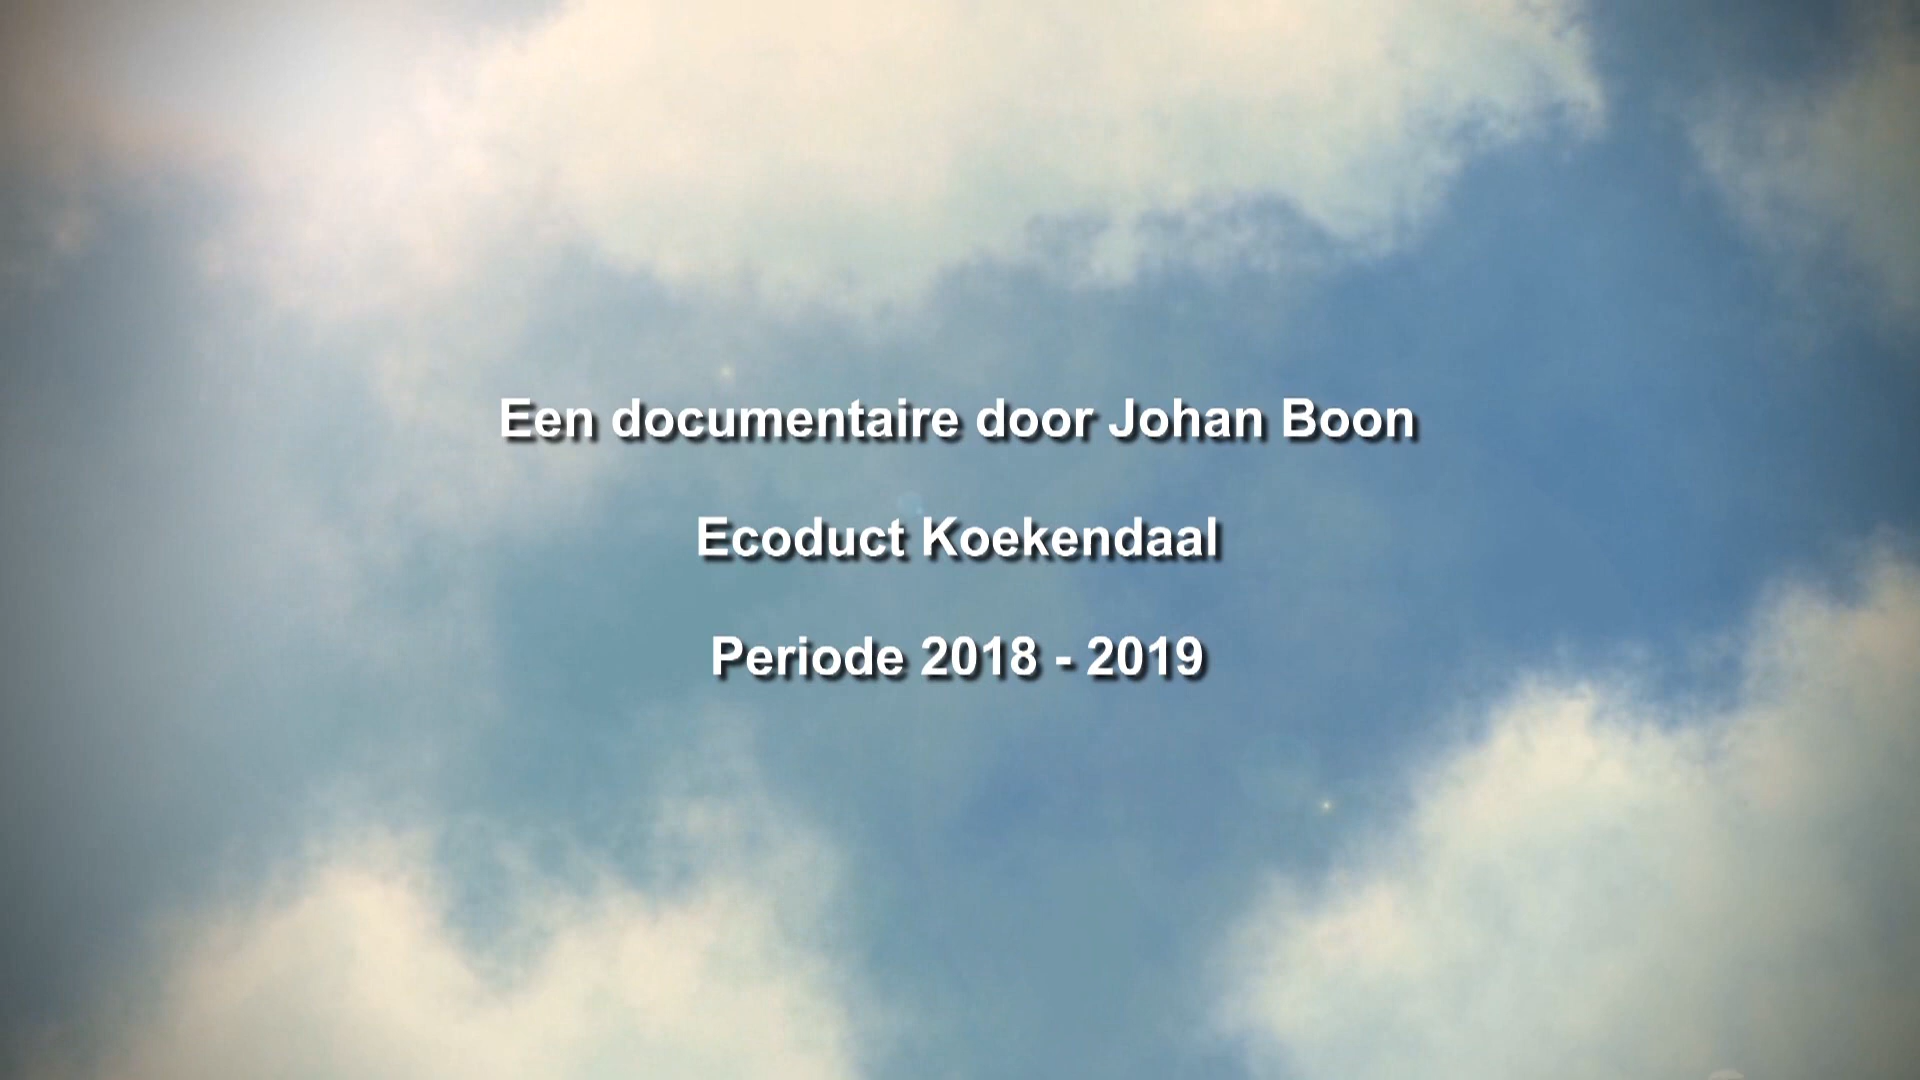 Een documentaire door Johan Boon
Ecoduct Koekendaal
Periode 2018 - 2019